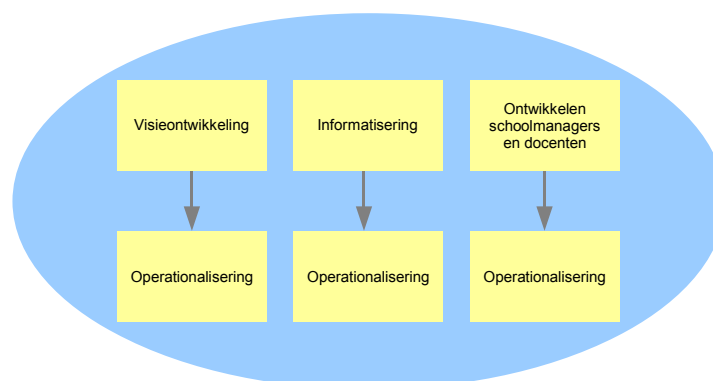 Visieontwikkeling
Informatisering
Ontwikkelen
schoolmanagers
en docenten
Operationalisering
Operationalisering
Operationalisering